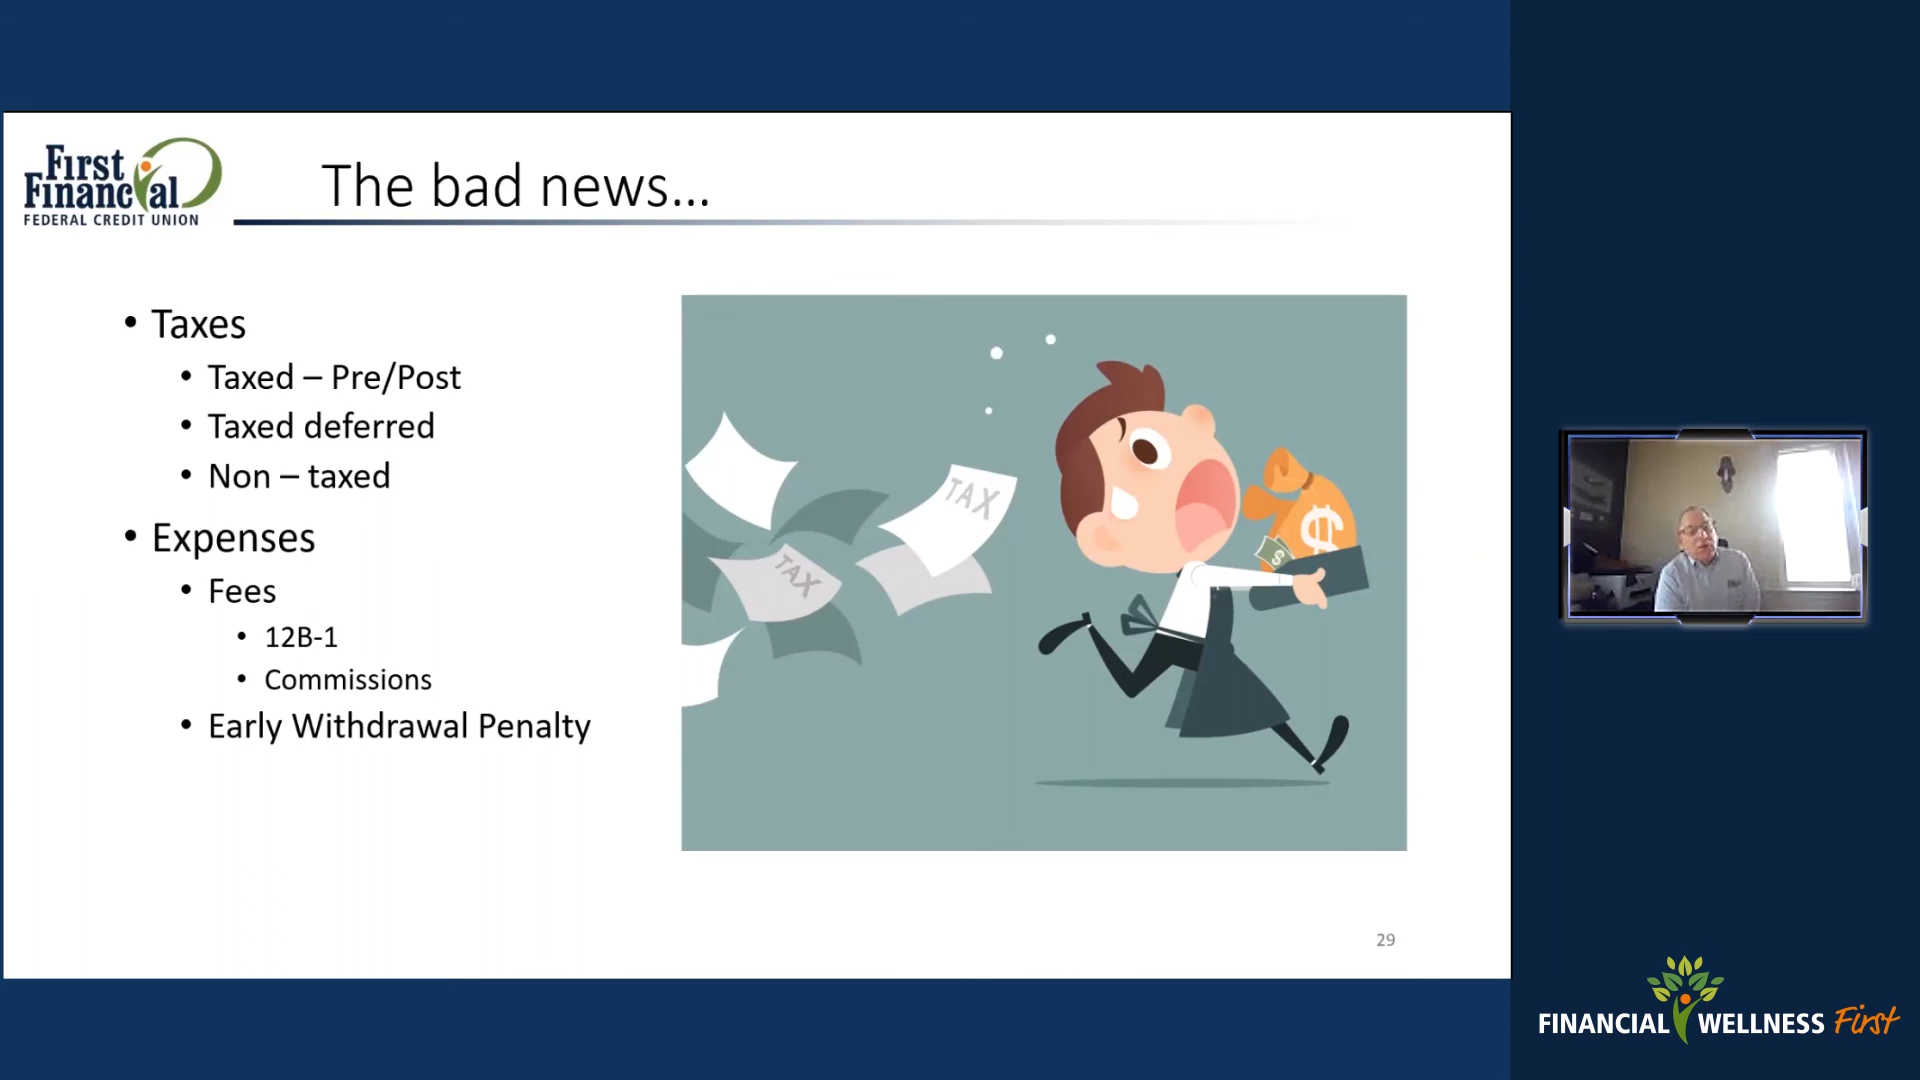 First
Financial
FEDERAL CREDIT UNION
The bad news...
• Taxes
• Taxed – Pre/Post
• Taxed deferred
• Non – taxed
• Expenses
• Fees
• 12B-1
• Commissions
• Early Withdrawal Penalty
TAX
TAX
$
$
29
FINANCIAL WELLNESS First